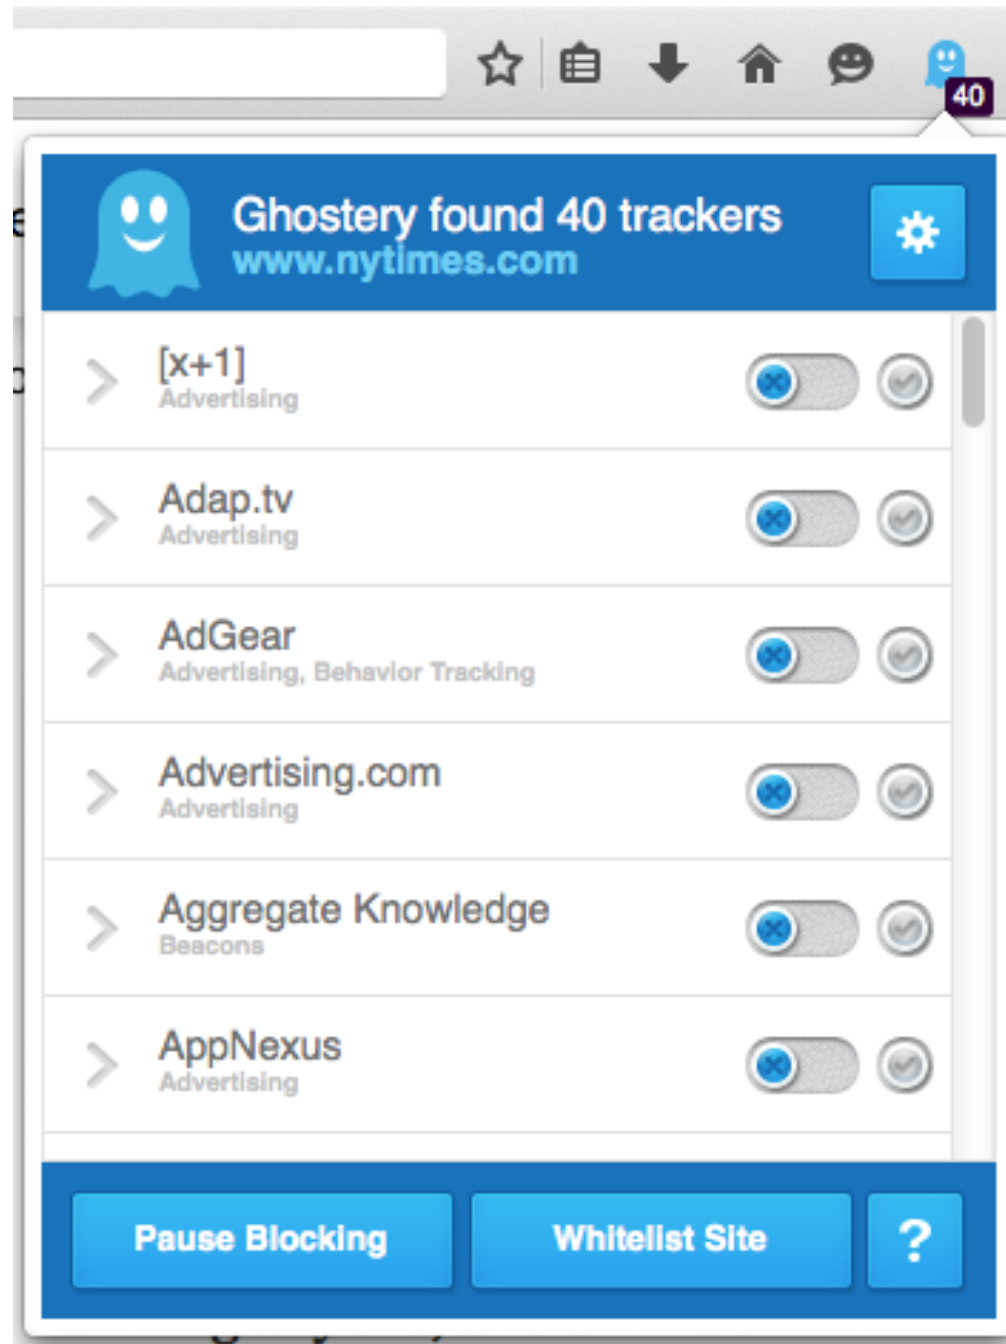 40
Ghostery found 40 trackers
www.nytimes.com
[x+1]
Advertising
Adap.tv
Advertising
AdGear
Advertising, Behavior Tracking
Advertising.com
Advertising
Aggregate Knowledge
Beacons
AppNexus
Advertising
Pause Blocking
Whitelist Site
?